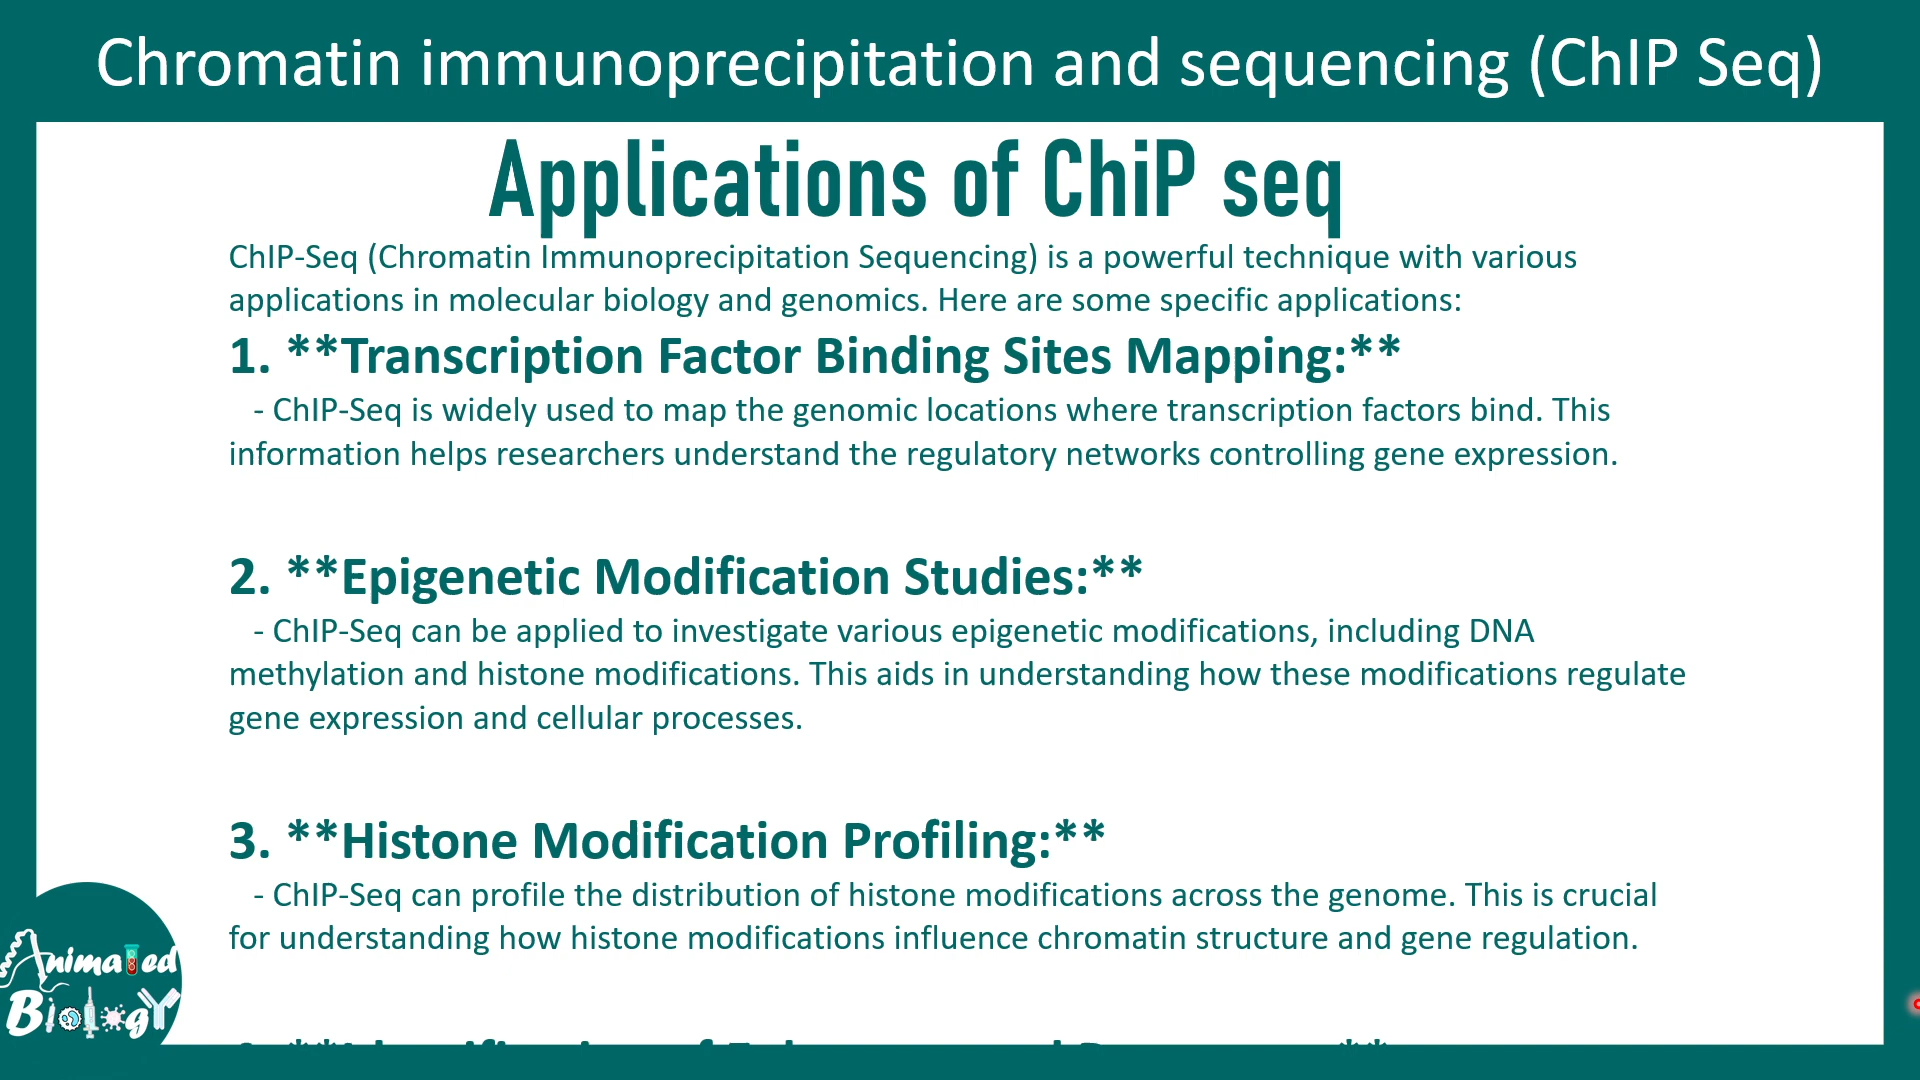 Chromatin immunoprecipitation and sequencing (ChIP Seq)
Applications of ChiP seq
ChIP-Seq (Chromatin Immunoprecipitation Sequencing) is a powerful technique with various
applications in molecular biology and genomics. Here are some specific applications:
1. **Transcription Factor Binding Sites Mapping:**
- ChIP-Seq is widely used to map the genomic locations where transcription factors bind. This
information helps researchers understand the regulatory networks controlling gene expression.
2. **Epigenetic Modification Studies:**
- ChIP-Seq can be applied to investigate various epigenetic modifications, including DNA
methylation and histone modifications. This aids in understanding how these modifications regulate
gene expression and cellular processes.
3. **Histone Modification Profiling:**
- ChIP-Seq can profile the distribution of histone modifications across the genome. This is crucial
for understanding how histone modifications influence chromatin structure and gene regulation.
Animated
Biology